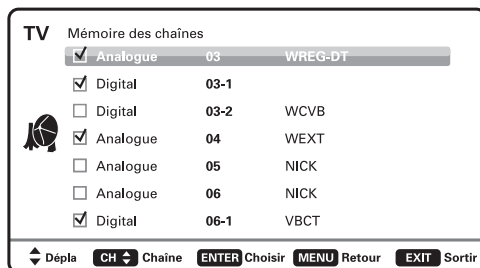 TV Mémoire des chaînes
Analogue 03 WREG-DT
Digital 03-1
Digital 03-2 WCVB
Analogue 04 WEXT
Analogue 05 NICK
Analogue 06 NICK
Digital 06-1 VBCT
Dépla CH Chaîne ENTER Choisir MENU Retour EXIT Sortir